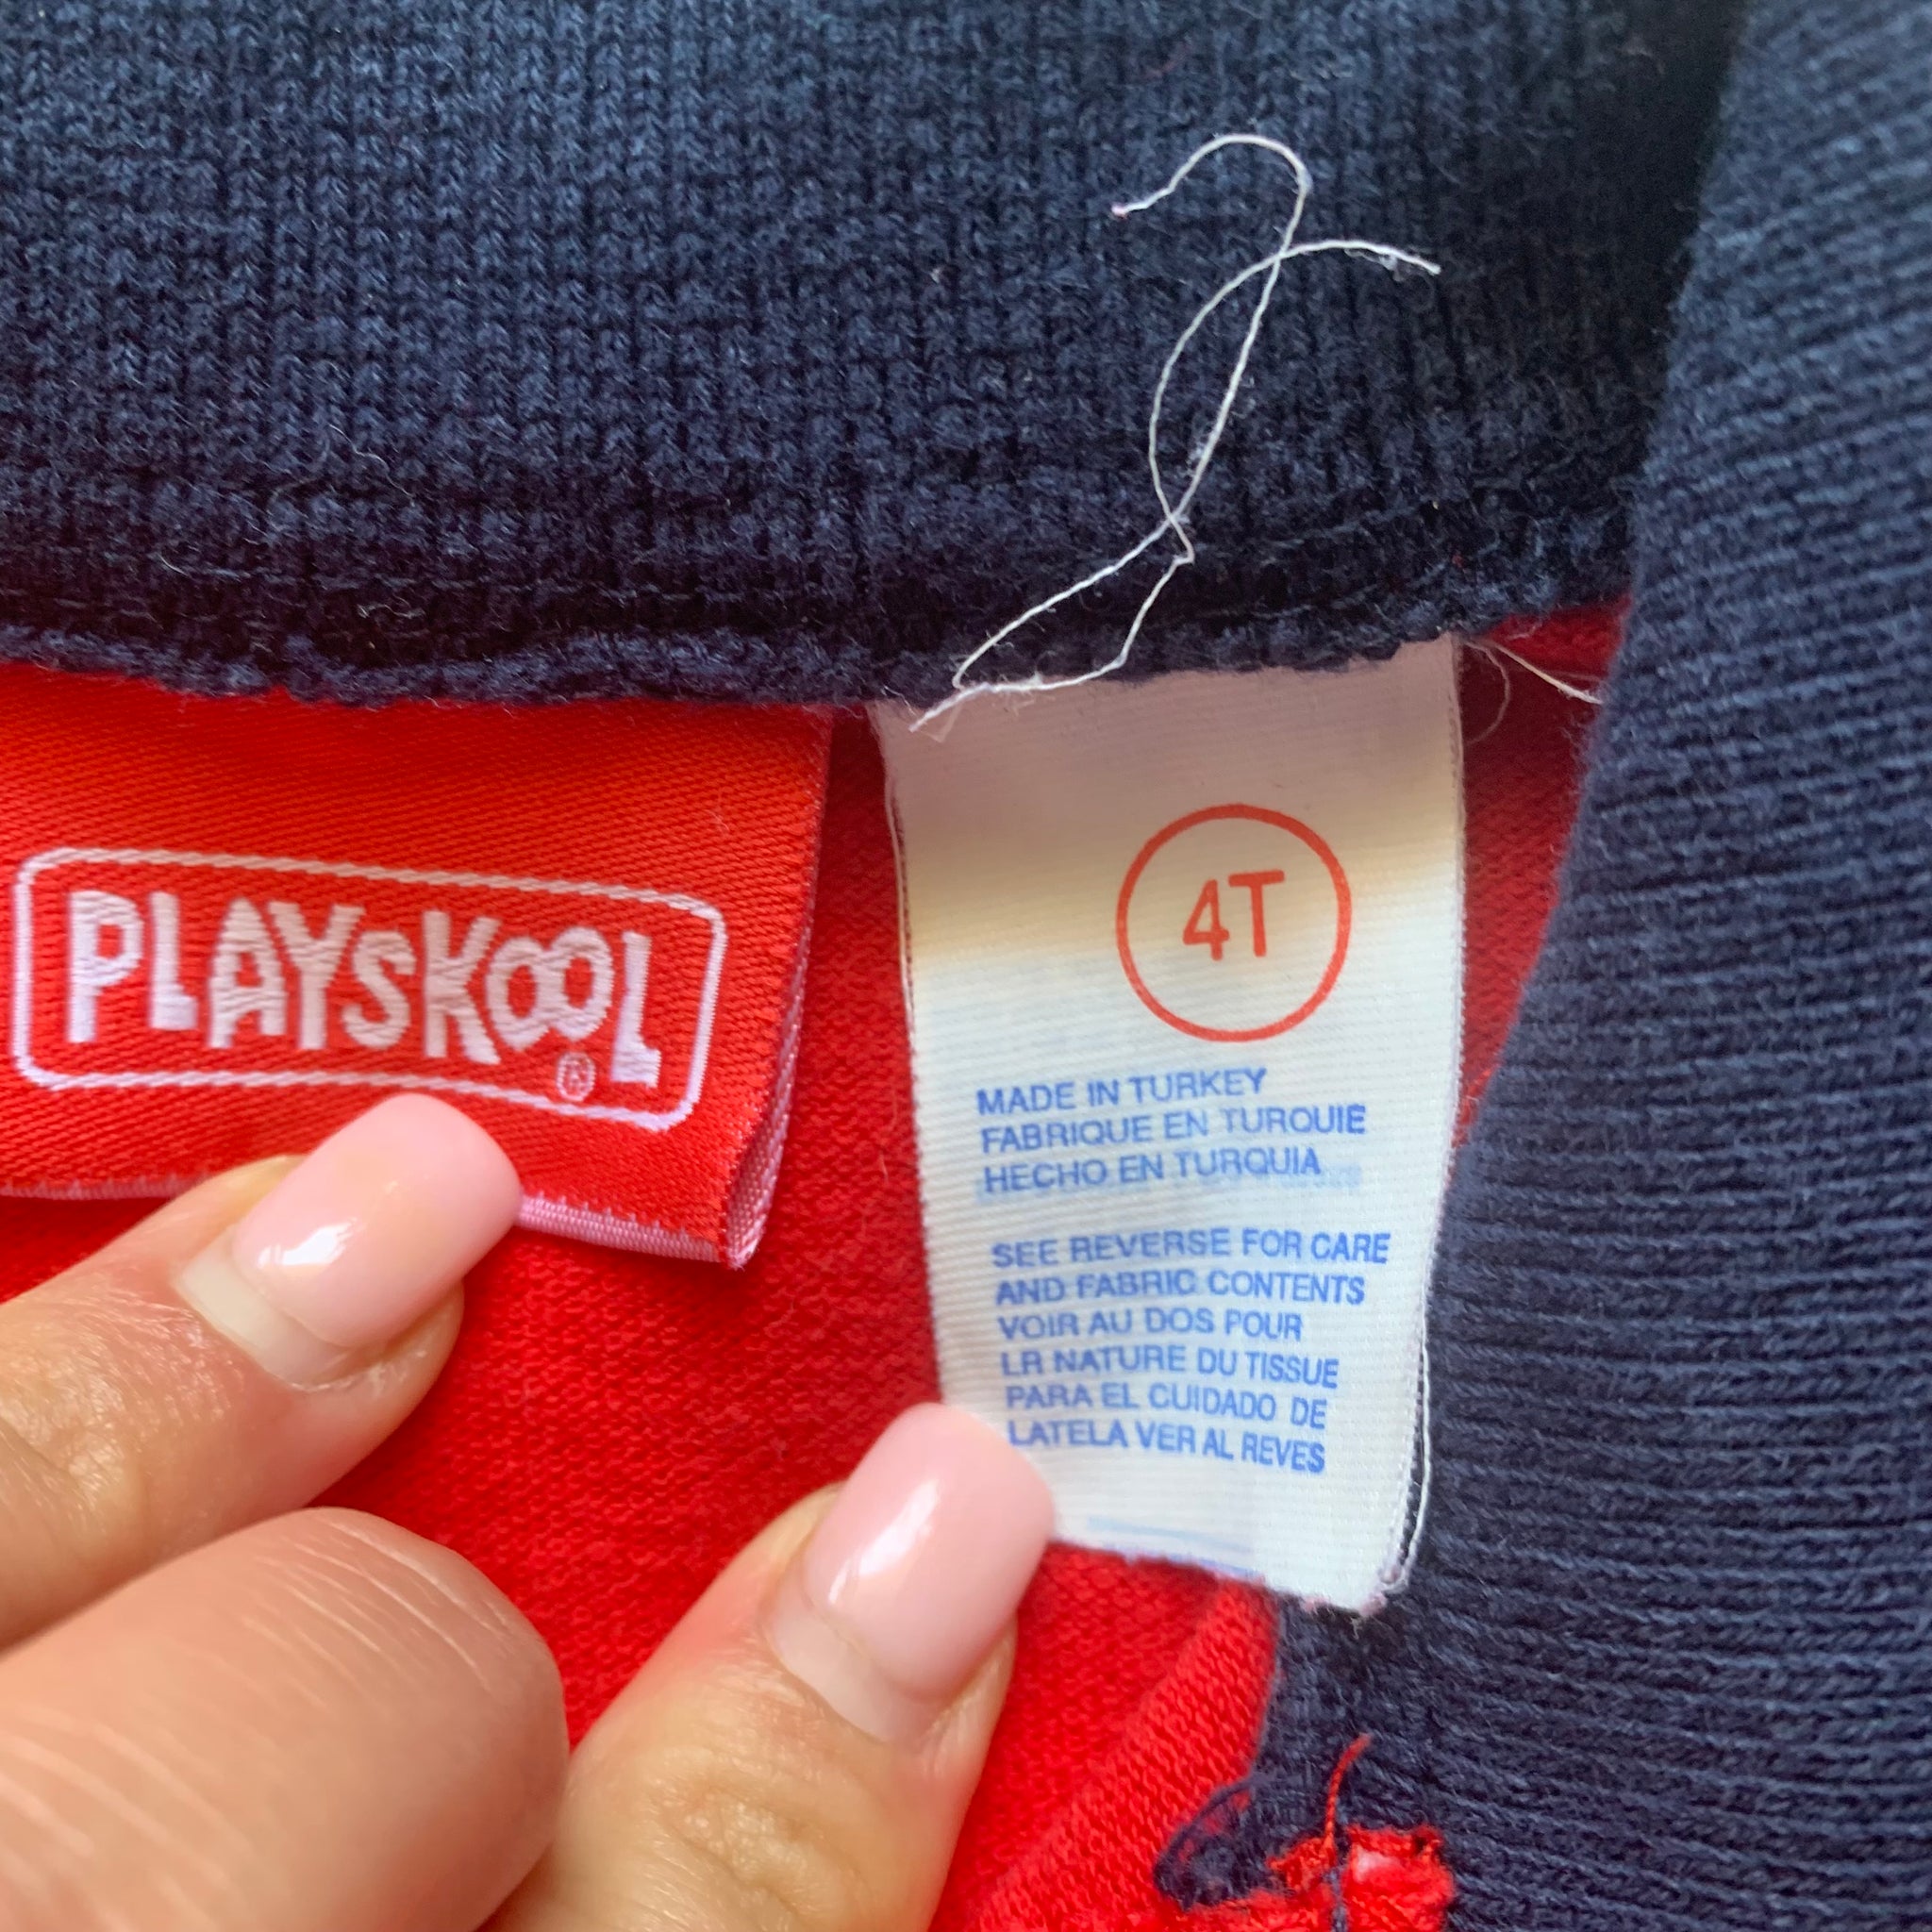 PLAYSKOOL®
4T
MADE IN TURKEY
FABRIQUE EN TURQUIE
HECHO EN TURQUIA
SEE REVERSE FOR CARE
AND FABRIC CONTENTS
VOIR AU DOS POUR
LR NATURE DU TISSUE
PARA EL CUIDADO DE
LATELA VER AL REVES